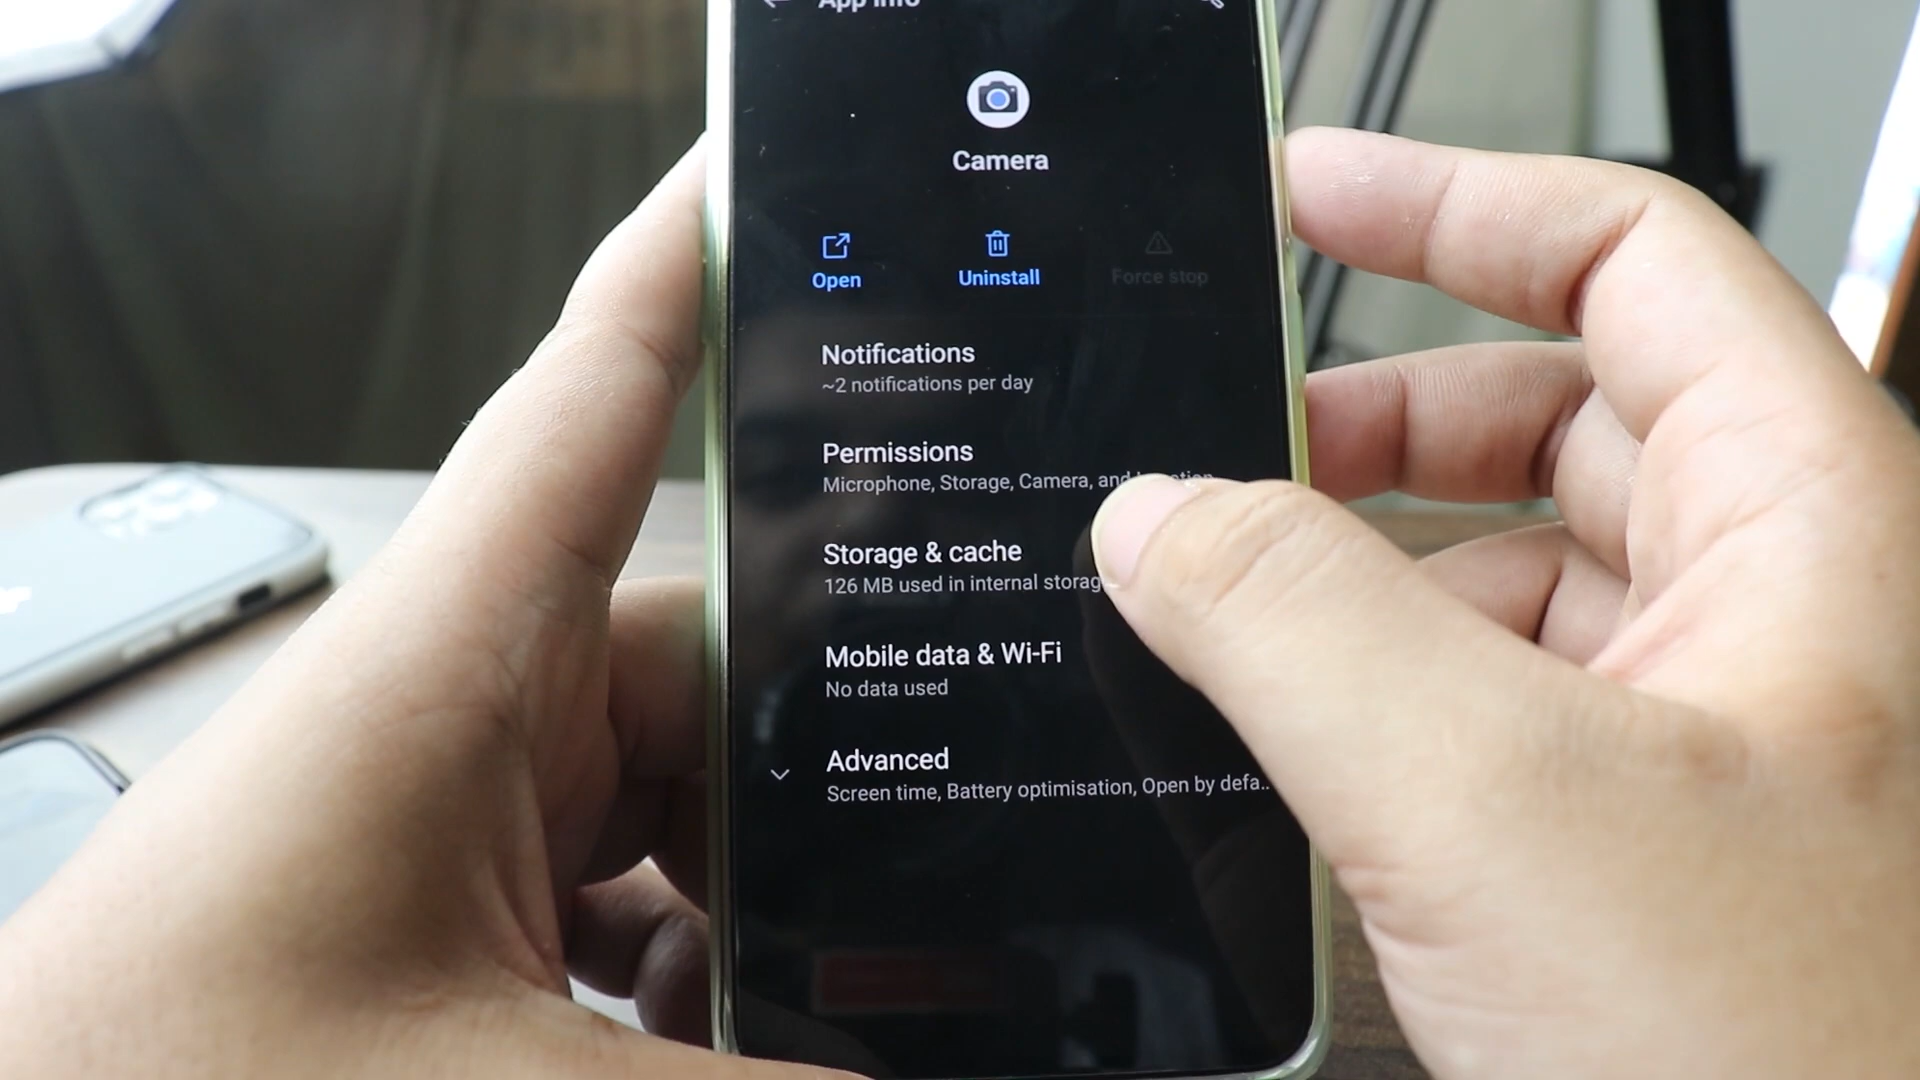 App info
Camera
Open
Uninstall
Force stop
Notifications
~2 notifications per day
Permissions
Microphone, Storage, Camera, and
Storage & cache
126 MB used in internal storag
Mobile data & Wi-Fi
No data used
Advanced
Screen time, Battery optimisation, Open by defa..